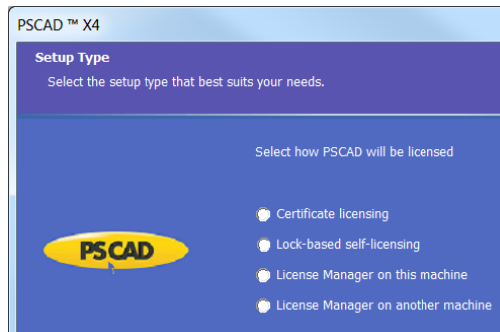 PSCAD ™ X4
Setup Type
Select the setup type that best suits your needs.
Select how PSCAD will be licensed
Certificate licensing
Lock-based self-licensing
PSCAD
License Manager on this machine
License Manager on another machine